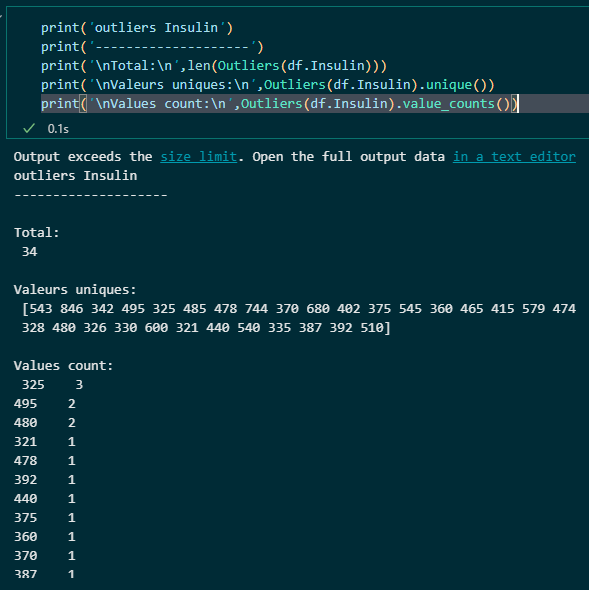 print('outliers Insulin')
print('--------------------')
print('\nTotal:\n',len(Outliers(df.Insulin)))
print('\nValeurs uniques:\n',Outliers(df.Insulin).unique())
print('\nValues count:\n',Outliers(df.Insulin).value_counts())
0.1s
Output exceeds the size limit. Open the full output data in a text editor
outliers Insulin
--------------------
Total:
34
Valeurs uniques:
[543 846 342 495 325 485 478 744 370 680 402 375 545 360 465 415 579 474
328 480 326 330 600 321 440 540 335 387 392 510]
Values count:
325    3
495    2
480    2
321    1
478    1
392    1
440    1
375    1
360    1
370    1
387    1